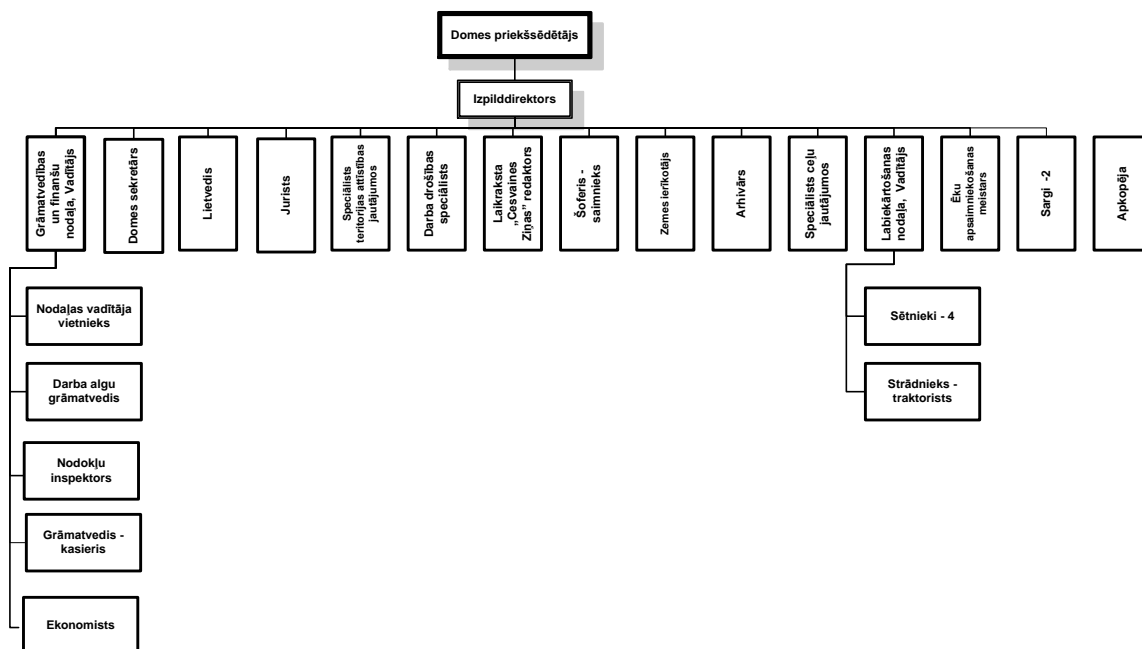 Domes priekšsēdētājs
Izpilddirektors
Grāmatvedības
un finanšu
nodaļa, Vadītājs
Domes sekretārs
Lietvedis
Jurists
Speciālists
teritorijas attīstības
jautājumos
Darba drošības
speciālists
Laikraksta
„Cesvaines
Ziņas” redaktors
Šoferis -
saimnieks
Zemes ierīkotājs
Arhivārs
Speciālists ceļu
jautājumos
Labiekārtošanas
nodaļa, Vadītājs
Ēku
apsaimniekošanas
meistars
Sargi -2
Apkopēja
Nodaļas vadītāja
vietnieks
Sētnieki - 4
Darba algu
grāmatvedis
Strādnieks -
traktorists
Nodokļu
inspektors
Grāmatvedis -
kasieris
Ekonomists